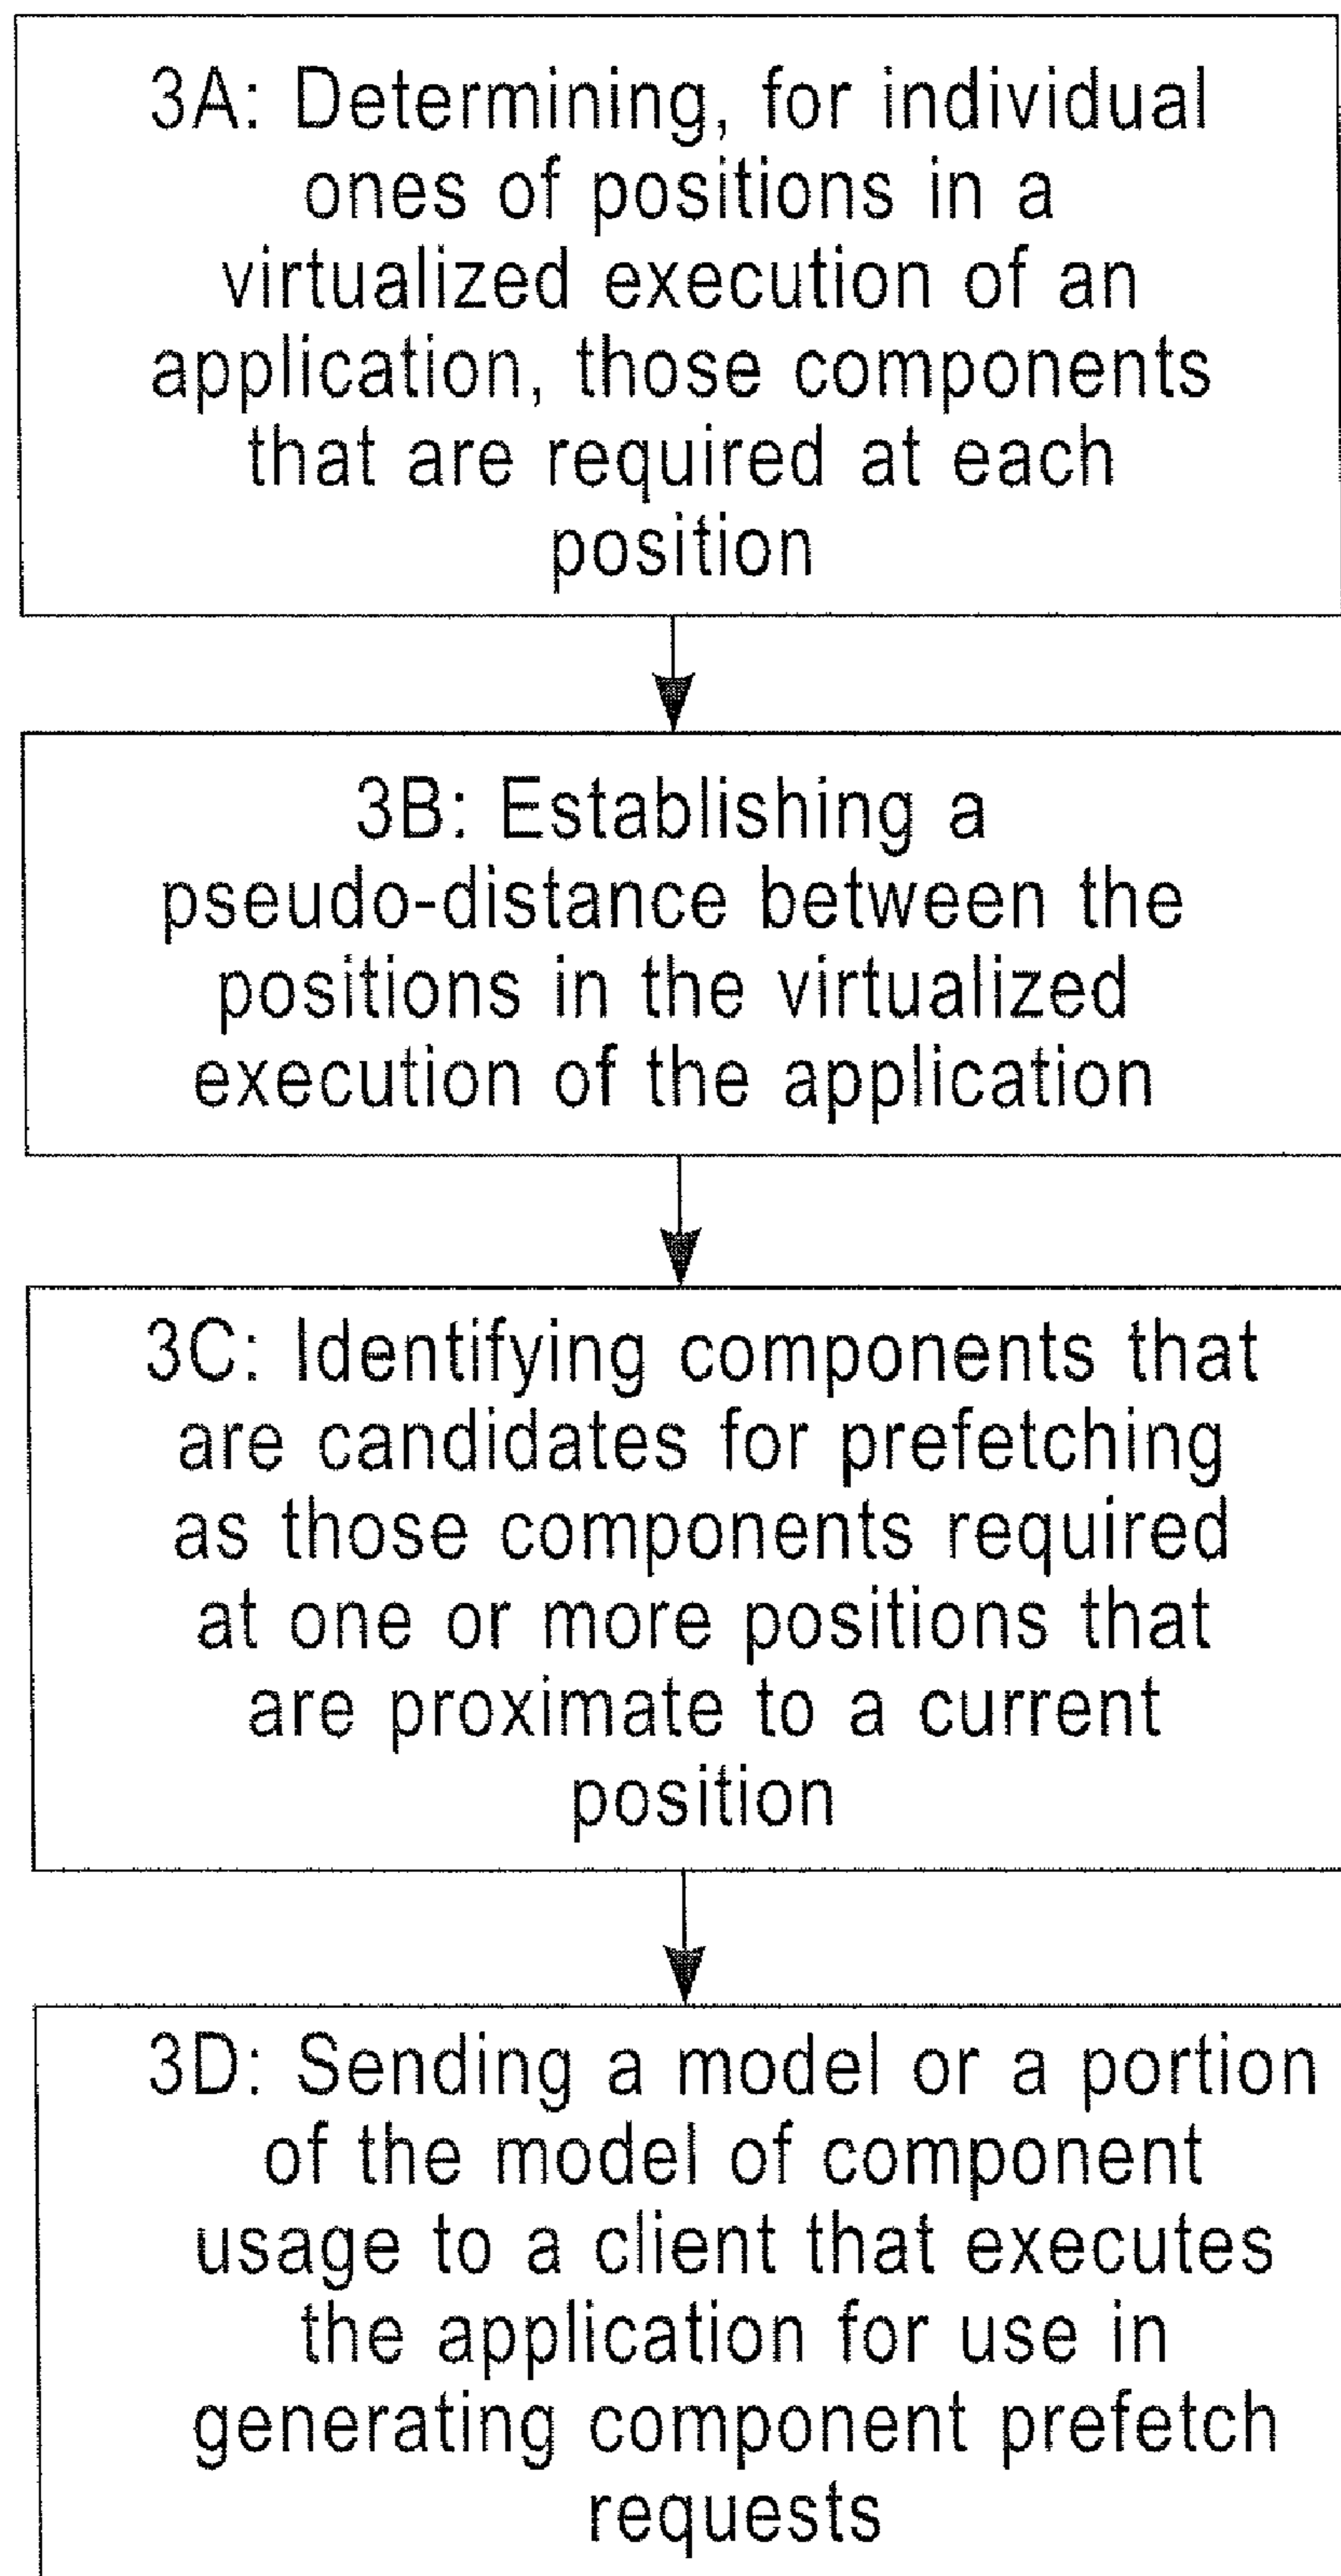 3A: Determining, for individual
ones of positions in a
virtualized execution of an
application, those components
that are required at each
position
3B: Establishing a
pseudo-distance between the
positions in the virtualized
execution of the application
3C: Identifying components that
are candidates for prefetching
as those components required
at one or more positions that
are proximate to a current
position
3D: Sending a model or a portion
of the model of component
usage to a client that executes
the application for use in
generating component prefetch
requests